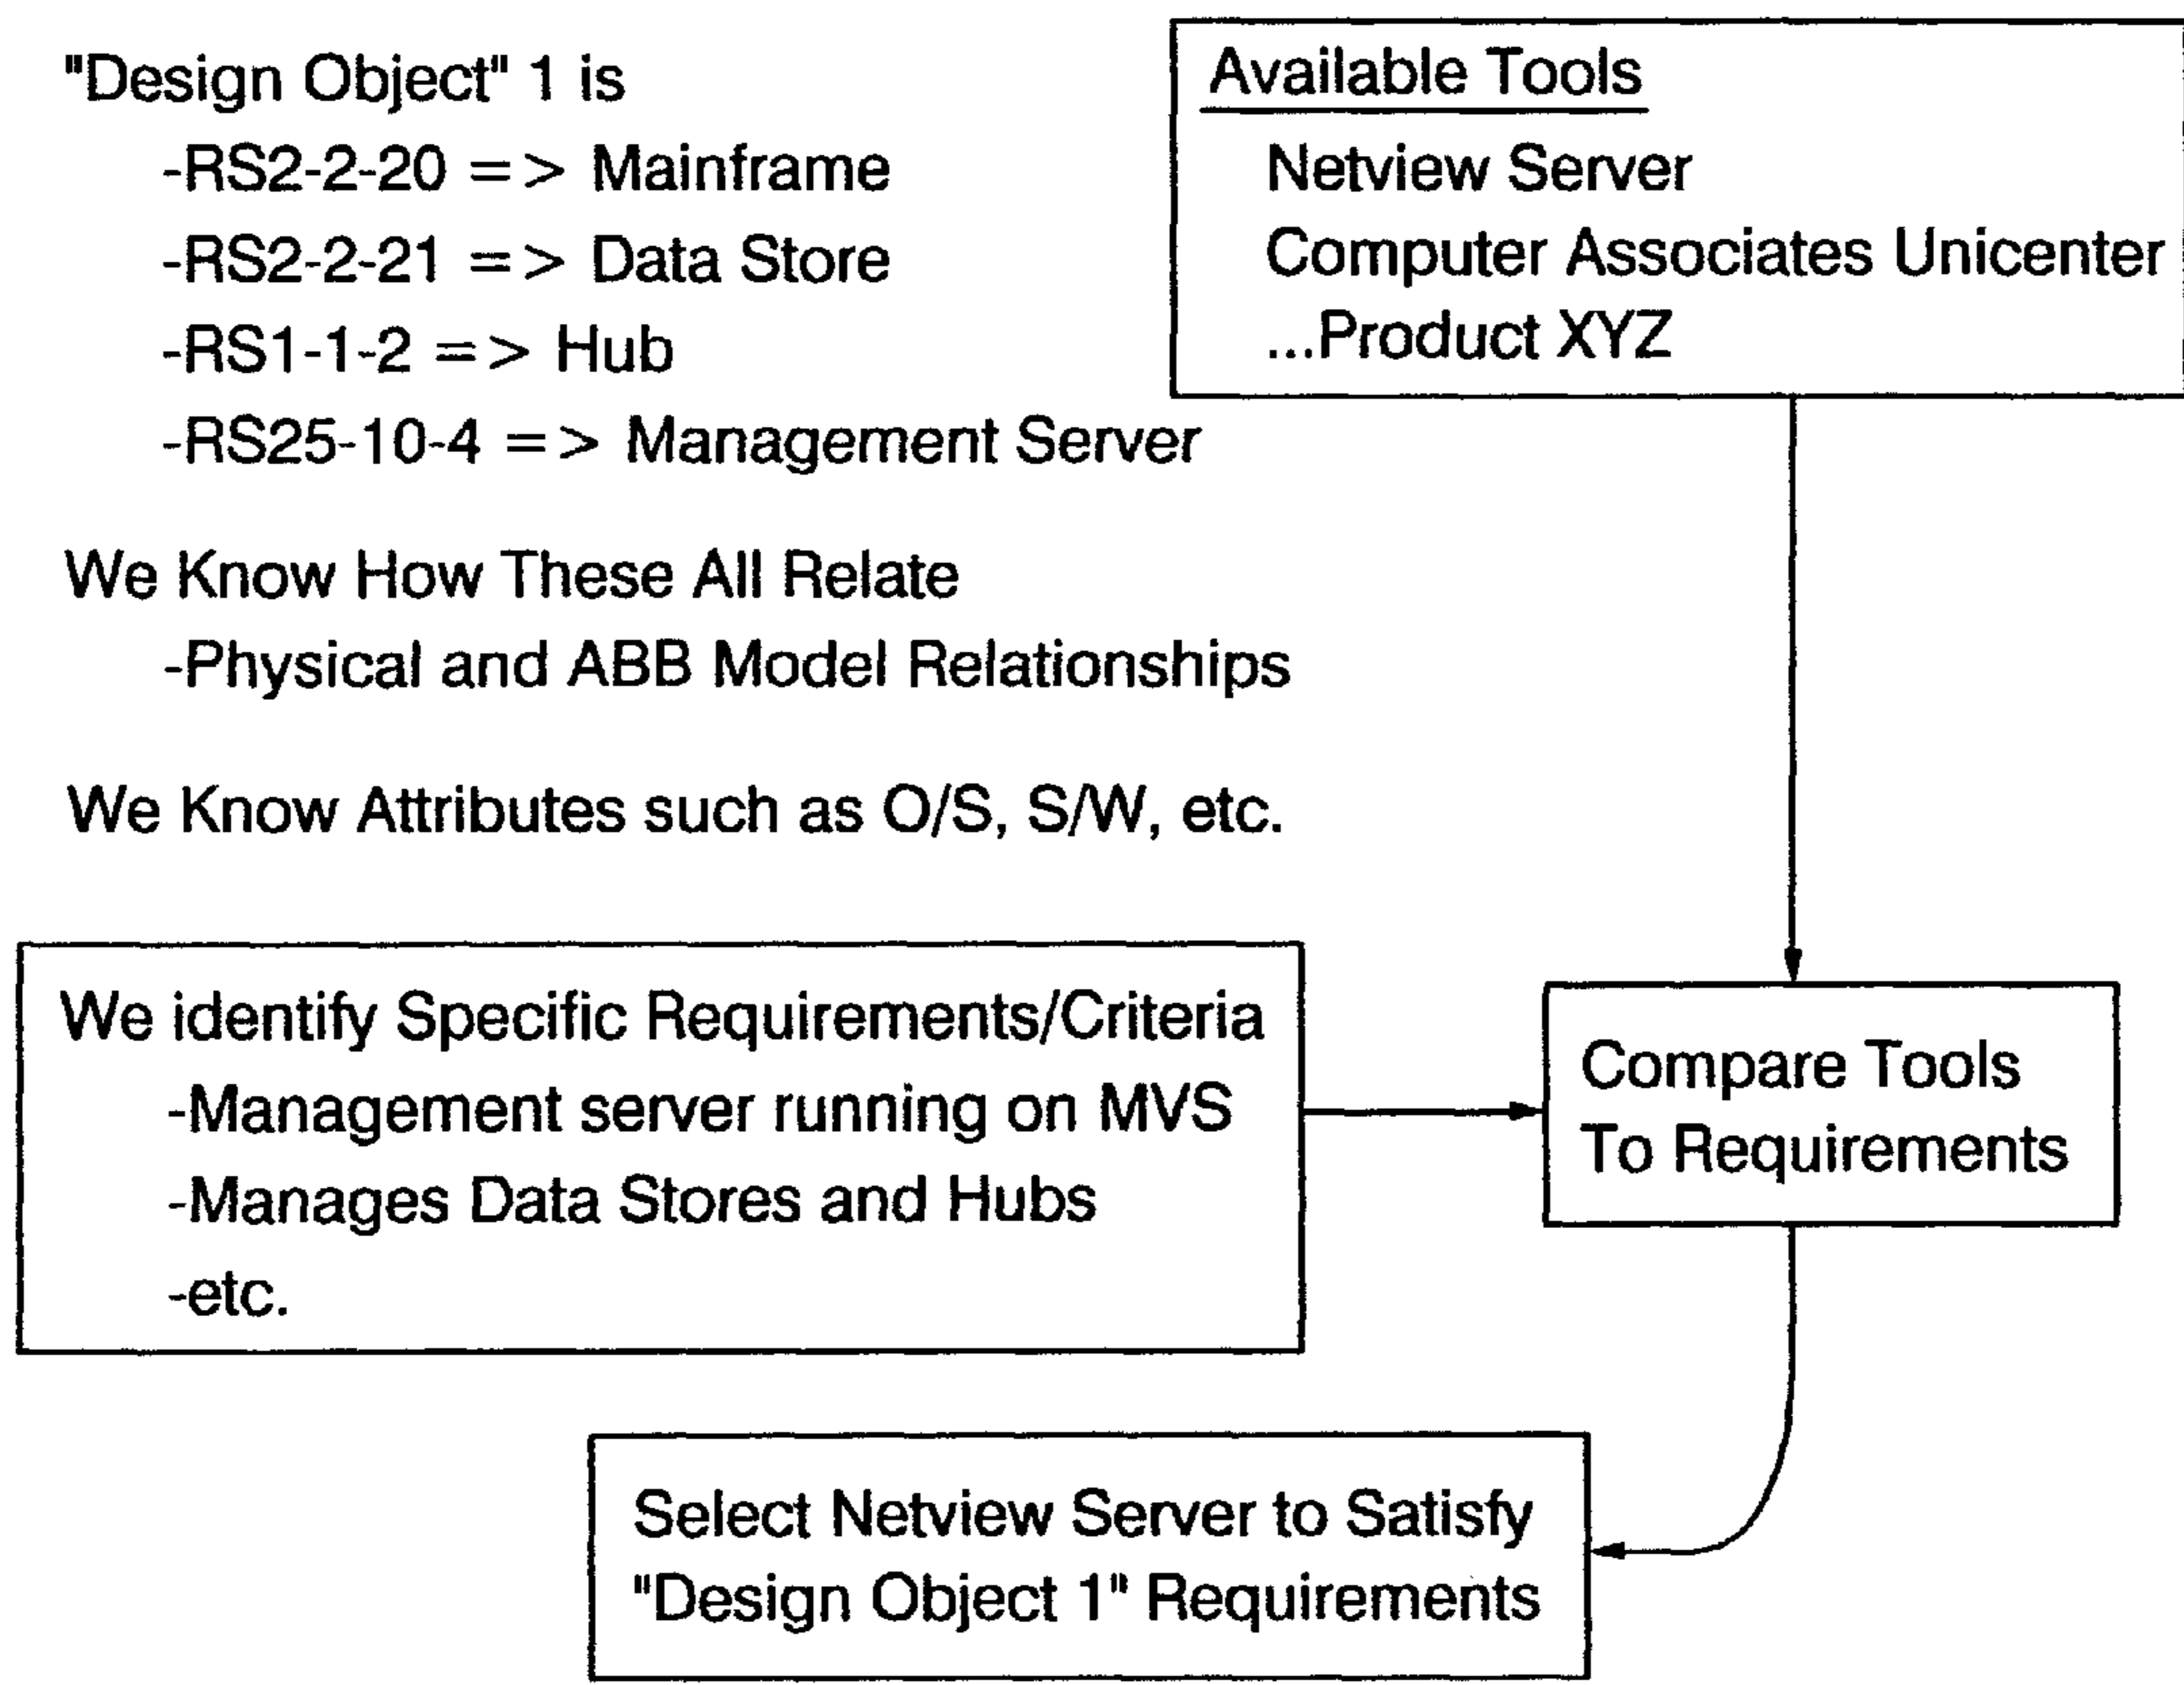 "Design Object" 1 is
-RS2-2-20 => Mainframe
-RS2-2-21 => Data Store
-RS1-1-2 => Hub
-RS25-10-4 => Management Server
We Know How These All Relate
-Physical and ABB Model Relationships
We Know Attributes such as O/S, S/W, etc.
Available Tools
Netview Server
Computer Associates Unicenter
...Product XYZ
We identify Specific Requirements/Criteria
-Management server running on MVS
-Manages Data Stores and Hubs
-etc.
Compare Tools
To Requirements
Select Netview Server to Satisfy
"Design Object 1" Requirements